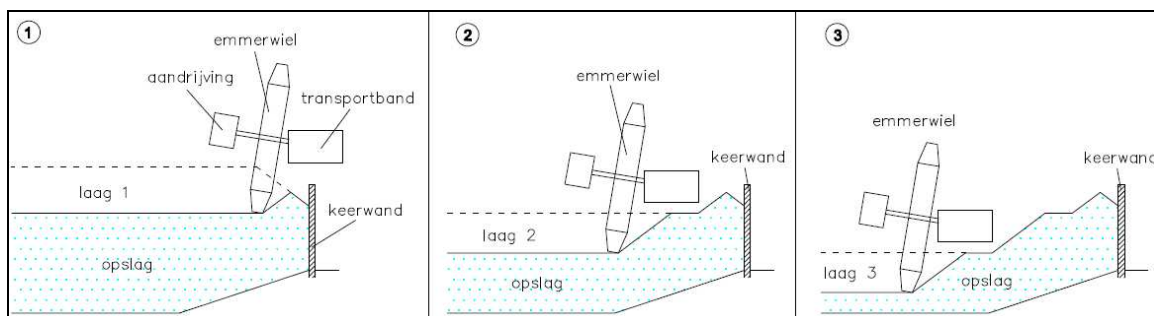 1
emmerwiel
aandrijving
transportband
laag 1
keerwand
opslag
2
emmerwiel
keerwand
laag 2
opslag
3
emmerwiel
keerwand
laag 3
opslag